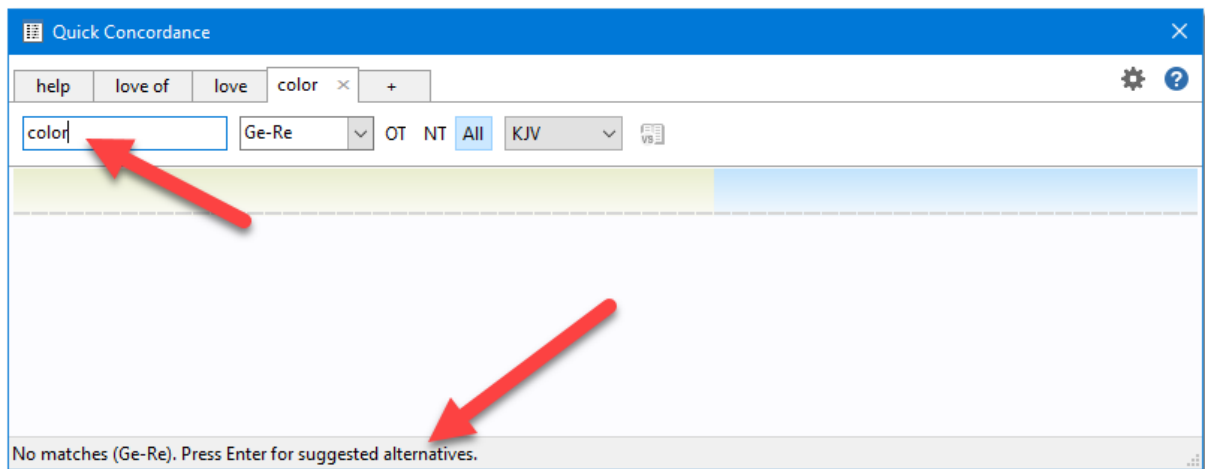 Quick Concordance
help love of love color +
color Ge-Re OT NT All KJV VS
No matches (Ge-Re). Press Enter for suggested alternatives.